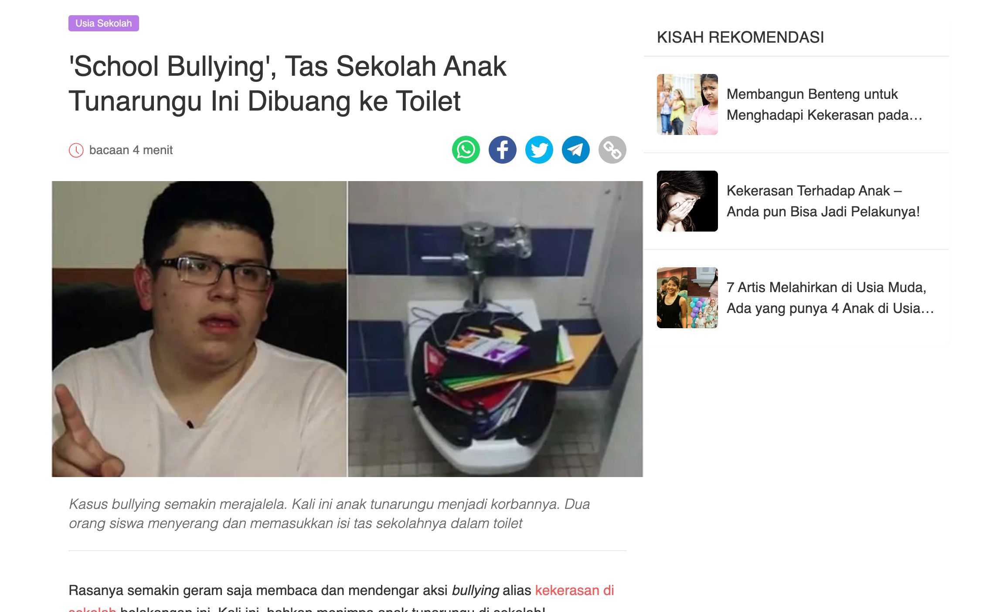 Usia Sekolah
'School Bullying', Tas Sekolah Anak
Tunarungu Ini Dibuang ke Toilet
bacaan 4 menit
Kasus bullying semakin merajalela. Kali ini anak tunarungu menjadi korbannya. Dua
orang siswa menyerang dan memasukkan isi tas sekolahnya dalam toilet
Rasanya semakin geram saja membaca dan mendengar aksi bullying alias kekerasan di
sekolah belakangan ini. Kali ini, bahkan menimpa anak tunarungu di sekolah!
KISAH REKOMENDASI
Membangun Benteng untuk
Menghadapi Kekerasan pada…
Kekerasan Terhadap Anak –
Anda pun Bisa Jadi Pelakunya!
7 Artis Melahirkan di Usia Muda,
Ada yang punya 4 Anak di Usia…